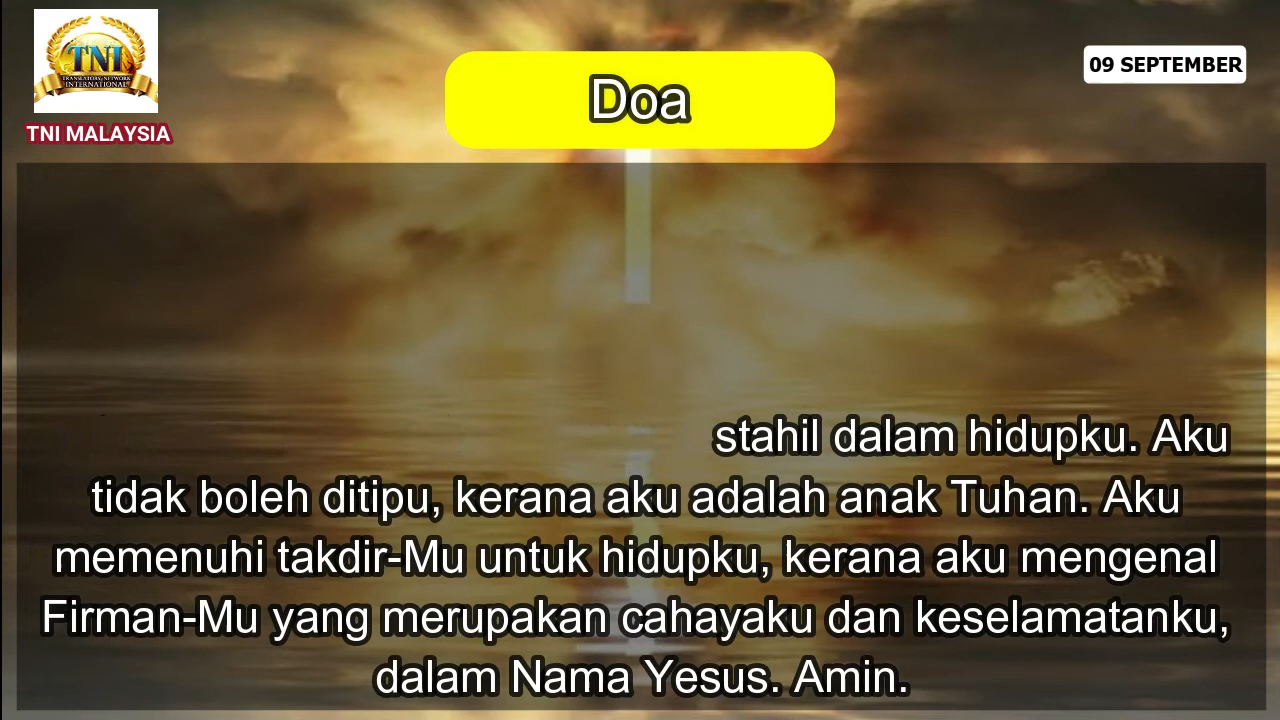 TNI
TRANSLATORS NETWORK
INTERNATIONAL
TNI MALAYSIA
Doa
09 SEPTEMBER
stahil dalam hidupku. Aku
tidak boleh ditipu, kerana aku adalah anak Tuhan. Aku
memenuhi takdir-Mu untuk hidupku, kerana aku mengenal
Firman-Mu yang merupakan cahayaku dan keselamatanku,
dalam Nama Yesus. Amin.